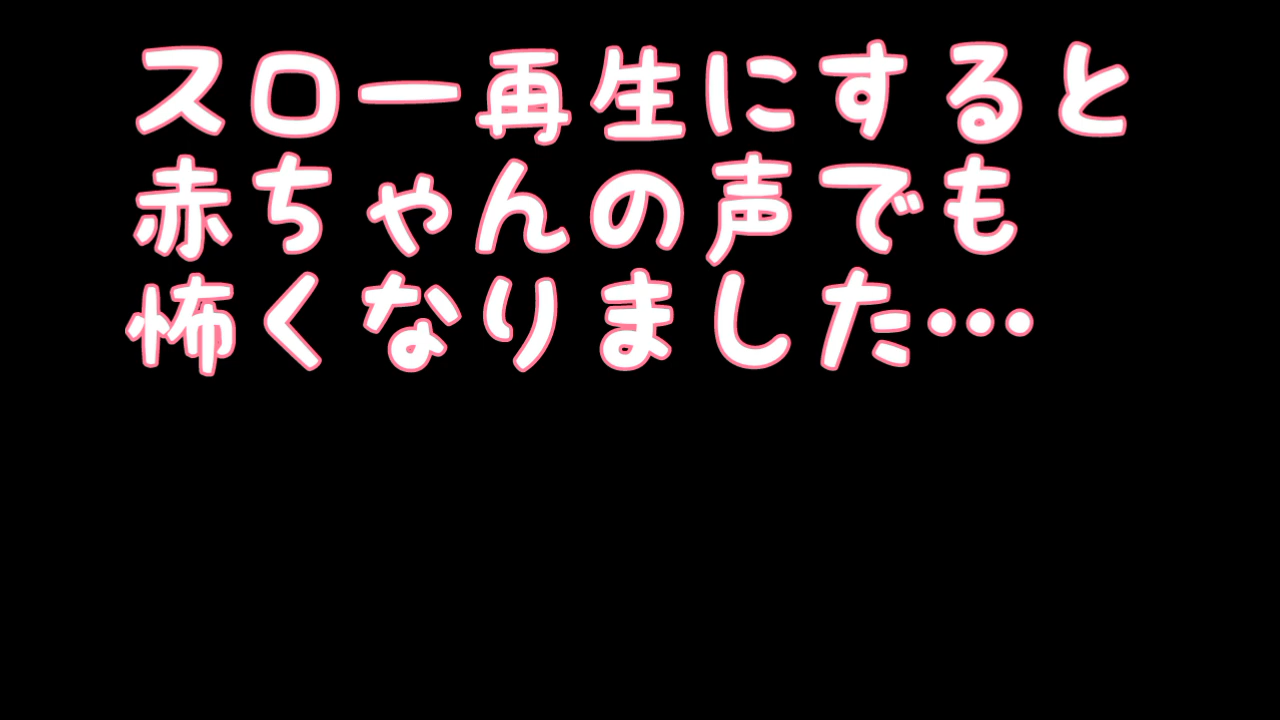 スロー再生にすると
赤ちゃんの声でも
怖くなりました…